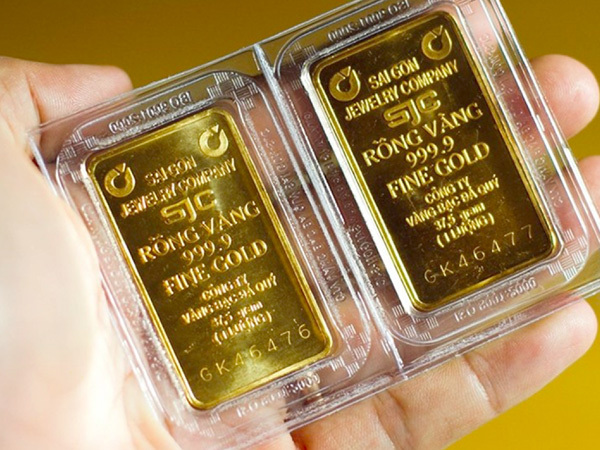 SAIGON
JEWELRY COMPANY
SJC
RỒNG VÀNG
999.9
FINE GOLD
CÔNG TY
VÀNG BẠC ĐÁ QUÝ
37,5 gam
(1 LƯỢNG)
GK46476
SAIGON
JEWELRY COMPANY
SJC
RỒNG VÀNG
999.9
FINE GOLD
CÔNG TY
VÀNG BẠC ĐÁ QUÝ
37,5 gam
(1 LƯỢNG)
GK46477